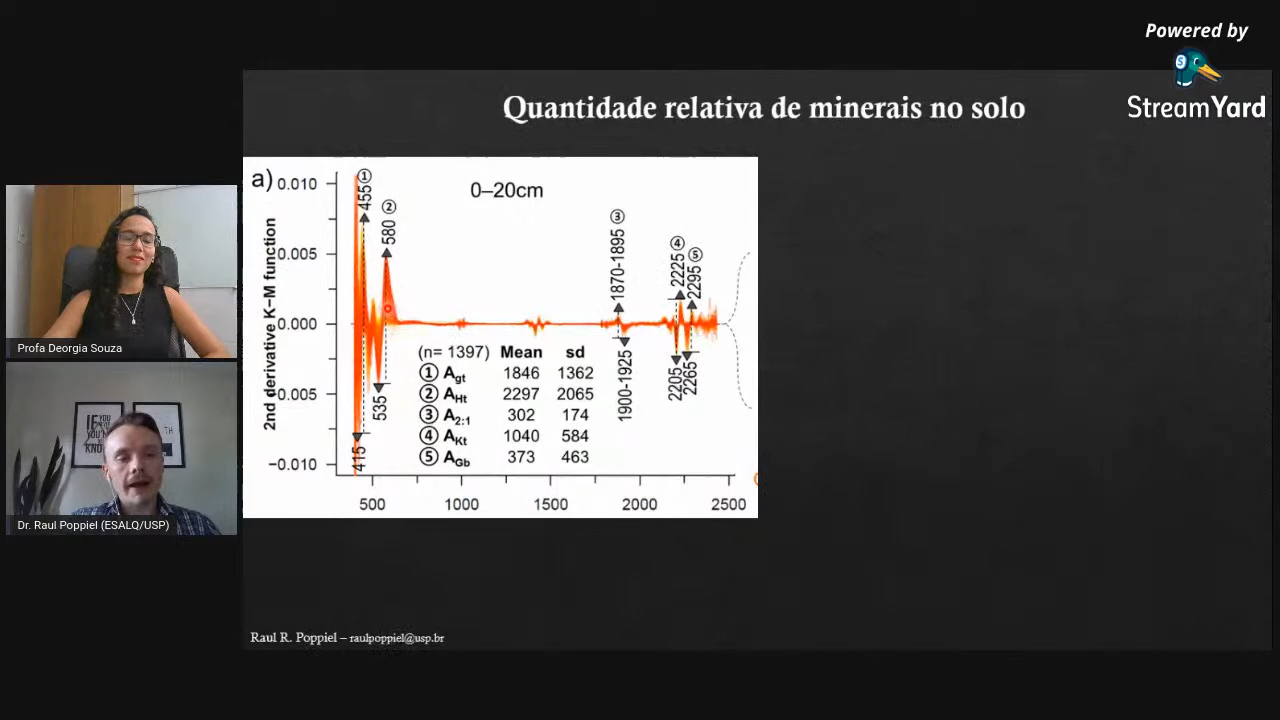 Powered by
StreamYard
Quantidade relativa de minerais no solo
a)
0–20cm
2nd derivative K–M function
0.010
0.005
0.000
−0.005
−0.010
455 ①
580 ②
1870-1895 ③
2225 ④
2295 ⑤
415
535
1900-1925
2205
2265
(n= 1397) Mean sd
① Agt 1846 1362
② AHt 2297 2065
③ A2:1 302 174
④ AKt 1040 584
⑤ AGb 373 463
500 1000 1500 2000 2500
Profa Deorgia Souza
IF YOU
Dr. Raul Poppiel (ESALQ/USP)
Raul R. Poppiel – raulpoppiel@usp.br